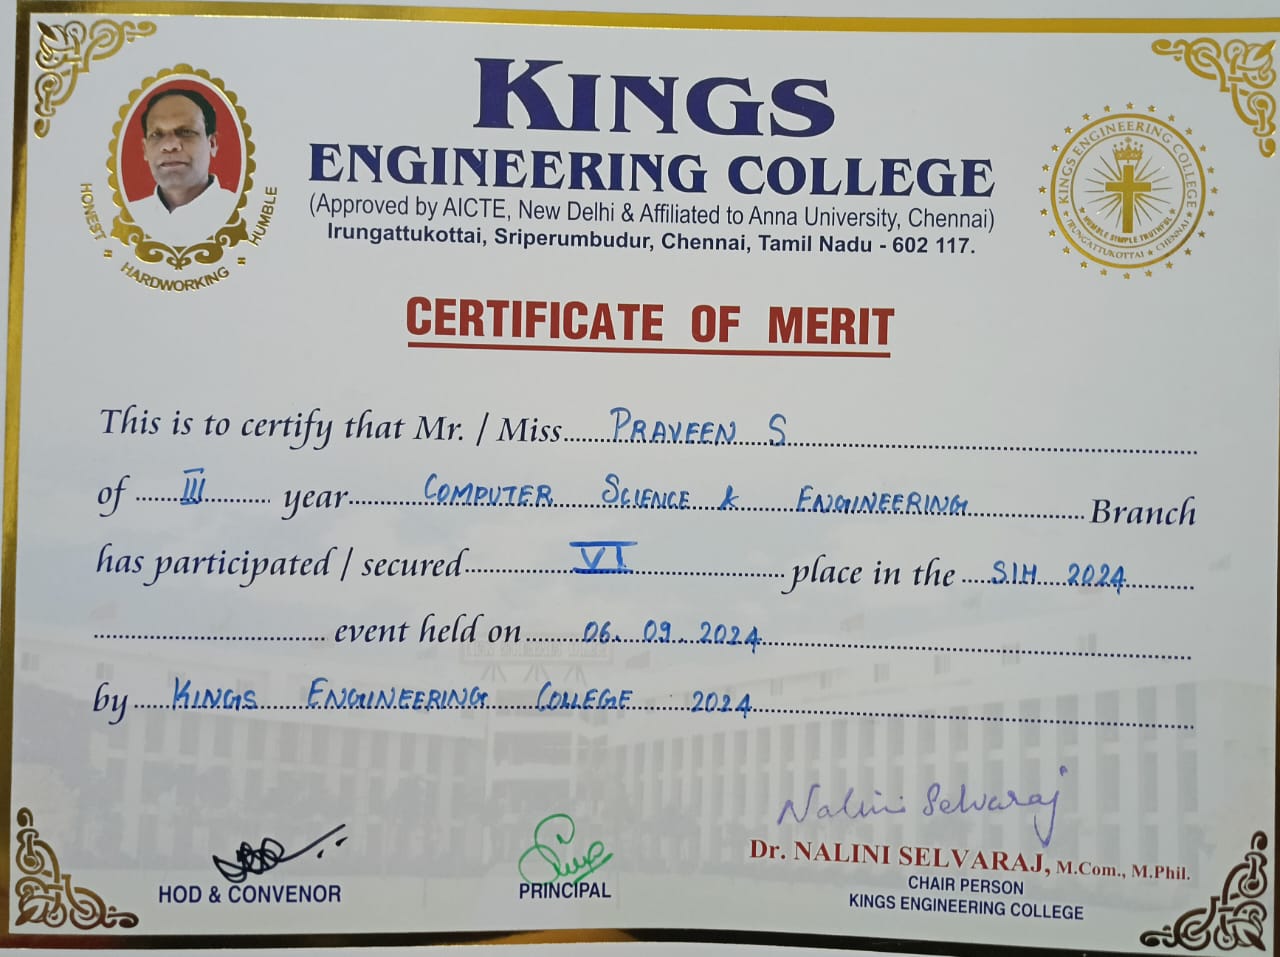 KINGS
ENGINEERING COLLEGE
(Approved by AICTE, New Delhi & Affiliated to Anna University, Chennai)
Irungattukottai, Sriperumbudur, Chennai, Tamil Nadu - 602 117.
HONEST HARDWORKING HUMBLE
KINGS ENGINEERING COLLEGE
HUMBLE SIMPLE TRUTHFUL
IRUNGATTUKOTTAI CHENNAI
CERTIFICATE OF MERIT
This is to certify that Mr. / Miss PRAVEEN S
of III year COMPUTER SCIENCE & ENGINEERING Branch
has participated / secured VI place in the SIH 2024
event held on 06.09.2024
by KINGS ENGINEERING COLLEGE 2024
Nalini Selvaraj
HOD & CONVENOR
PRINCIPAL
Dr. NALINI SELVARAJ, M.Com., M.Phil.
CHAIR PERSON
KINGS ENGINEERING COLLEGE